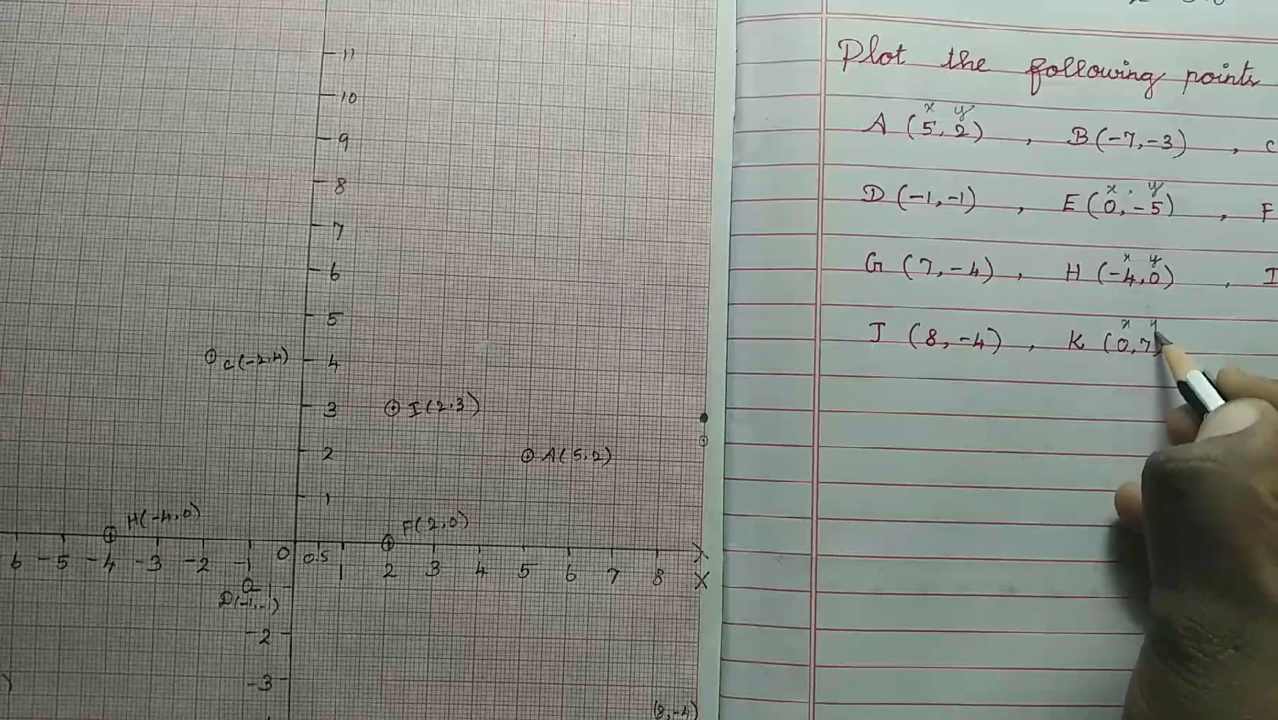 11
10
9
8
7
6
5
C(-2,4) 4
3 I(2,3)
2 A(5,2)
1
H(-4,0) F(2,0)
6 -5 -4 -3 -2 -1 0 0.5 1 2 3 4 5 6 7 8 X
X
D(-1,-1)
-2
-3
)
(8,-4)
Plot the following points
x y
A (5, 2) , B (-7, -3) , C
x y
D (-1, -1) , E (0, -5) , F
x y
G (7, -4) , H (-4, 0) , I
x y
J (8, -4) , K (0, 7)